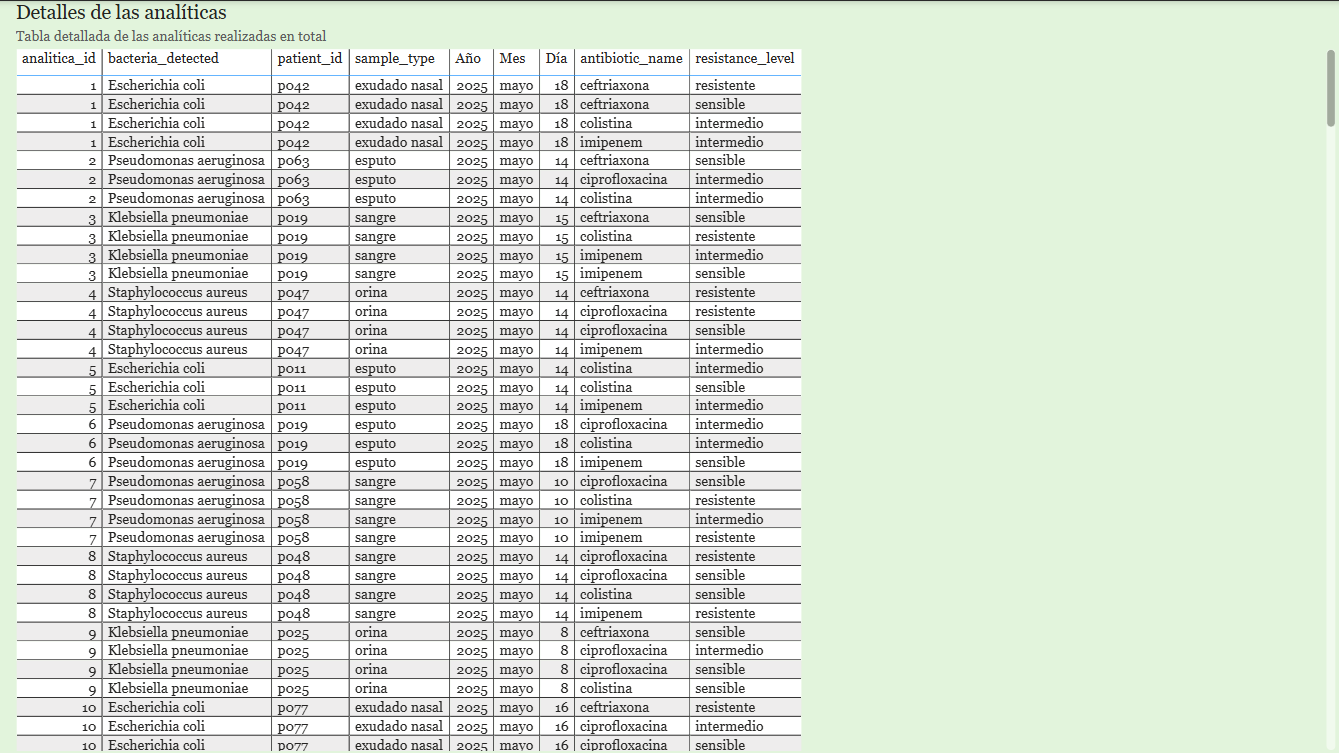 Detalles de las analíticas
Tabla detallada de las analíticas realizadas en total
analitica_id bacteria_detected patient_id sample_type Año Mes Día antibiotic_name resistance_level
1 Escherichia coli p042 exudado nasal 2025 mayo 18 ceftriaxona resistente
1 Escherichia coli p042 exudado nasal 2025 mayo 18 ceftriaxona sensible
1 Escherichia coli p042 exudado nasal 2025 mayo 18 colistina intermedio
1 Escherichia coli p042 exudado nasal 2025 mayo 18 imipenem intermedio
2 Pseudomonas aeruginosa p063 esputo 2025 mayo 14 ceftriaxona sensible
2 Pseudomonas aeruginosa p063 esputo 2025 mayo 14 ciprofloxacina intermedio
2 Pseudomonas aeruginosa p063 esputo 2025 mayo 14 colistina intermedio
3 Klebsiella pneumoniae p019 sangre 2025 mayo 15 ceftriaxona sensible
3 Klebsiella pneumoniae p019 sangre 2025 mayo 15 colistina resistente
3 Klebsiella pneumoniae p019 sangre 2025 mayo 15 imipenem intermedio
3 Klebsiella pneumoniae p019 sangre 2025 mayo 15 imipenem sensible
4 Staphylococcus aureus p047 orina 2025 mayo 14 ceftriaxona resistente
4 Staphylococcus aureus p047 orina 2025 mayo 14 ciprofloxacina resistente
4 Staphylococcus aureus p047 orina 2025 mayo 14 ciprofloxacina sensible
4 Staphylococcus aureus p047 orina 2025 mayo 14 imipenem intermedio
5 Escherichia coli p011 esputo 2025 mayo 14 colistina intermedio
5 Escherichia coli p011 esputo 2025 mayo 14 colistina sensible
5 Escherichia coli p011 esputo 2025 mayo 14 imipenem intermedio
6 Pseudomonas aeruginosa p019 esputo 2025 mayo 18 ciprofloxacina intermedio
6 Pseudomonas aeruginosa p019 esputo 2025 mayo 18 colistina intermedio
6 Pseudomonas aeruginosa p019 esputo 2025 mayo 18 imipenem sensible
7 Pseudomonas aeruginosa p058 sangre 2025 mayo 10 ciprofloxacina sensible
7 Pseudomonas aeruginosa p058 sangre 2025 mayo 10 colistina resistente
7 Pseudomonas aeruginosa p058 sangre 2025 mayo 10 imipenem intermedio
7 Pseudomonas aeruginosa p058 sangre 2025 mayo 10 imipenem resistente
8 Staphylococcus aureus p048 sangre 2025 mayo 14 ciprofloxacina resistente
8 Staphylococcus aureus p048 sangre 2025 mayo 14 ciprofloxacina sensible
8 Staphylococcus aureus p048 sangre 2025 mayo 14 colistina sensible
8 Staphylococcus aureus p048 sangre 2025 mayo 14 imipenem resistente
9 Klebsiella pneumoniae p025 orina 2025 mayo 8 ceftriaxona sensible
9 Klebsiella pneumoniae p025 orina 2025 mayo 8 ciprofloxacina intermedio
9 Klebsiella pneumoniae p025 orina 2025 mayo 8 ciprofloxacina sensible
9 Klebsiella pneumoniae p025 orina 2025 mayo 8 colistina sensible
10 Escherichia coli p077 exudado nasal 2025 mayo 16 ceftriaxona resistente
10 Escherichia coli p077 exudado nasal 2025 mayo 16 ciprofloxacina intermedio
10 Escherichia coli p077 exudado nasal 2025 mayo 16 ciprofloxacina sensible